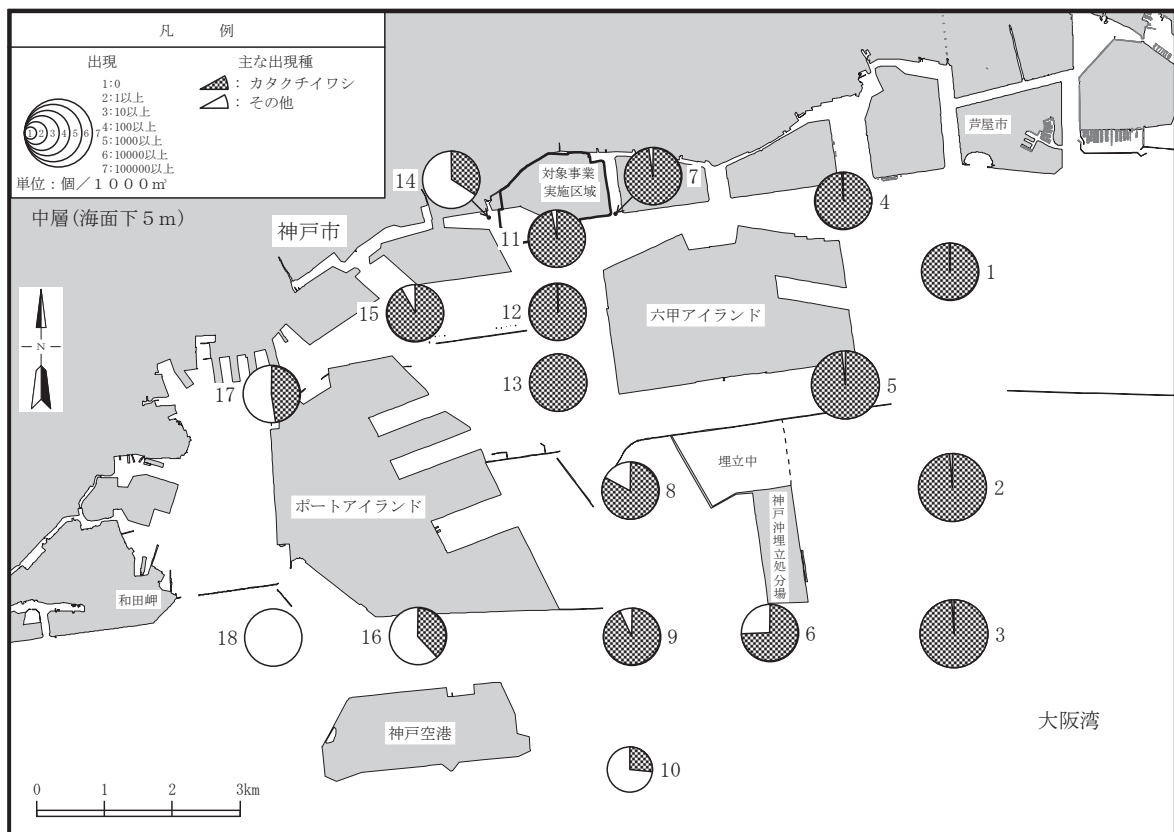 凡 例
出現
1:0
2:1以上
3:10以上
4:100以上
5:1000以上
6:10000以上
7:100000以上
1 2 3 4 5 6 7
単位：個／１０００㎥
主な出現種
：カタクチイワシ
：その他
中層(海面下５ｍ)
神戸市
芦屋市
対象事業
実施区域
14
7
4
11
1
N
15
12
六甲アイランド
13
5
17
埋立中
8
2
ポートアイランド
神戸沖埋立処分場
和田岬
18
16
9
6
3
大阪湾
神戸空港
10
0 1 2 3km